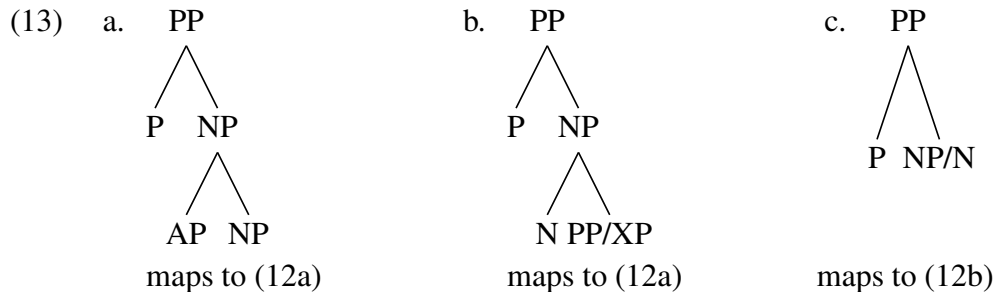 (13) a. PP b. PP c. PP
P NP P NP P NP/N
AP NP N PP/XP
maps to (12a) maps to (12a) maps to (12b)